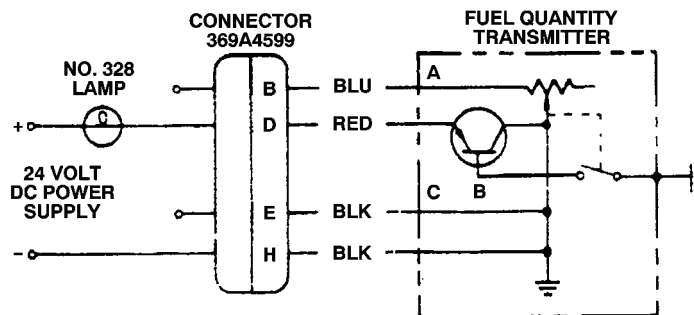 CONNECTOR
369A4599
FUEL QUANTITY
TRANSMITTER
NO. 328
LAMP
C
+
24 VOLT
DC POWER
SUPPLY
-
B BLU A
D RED
B
E BLK C
H BLK